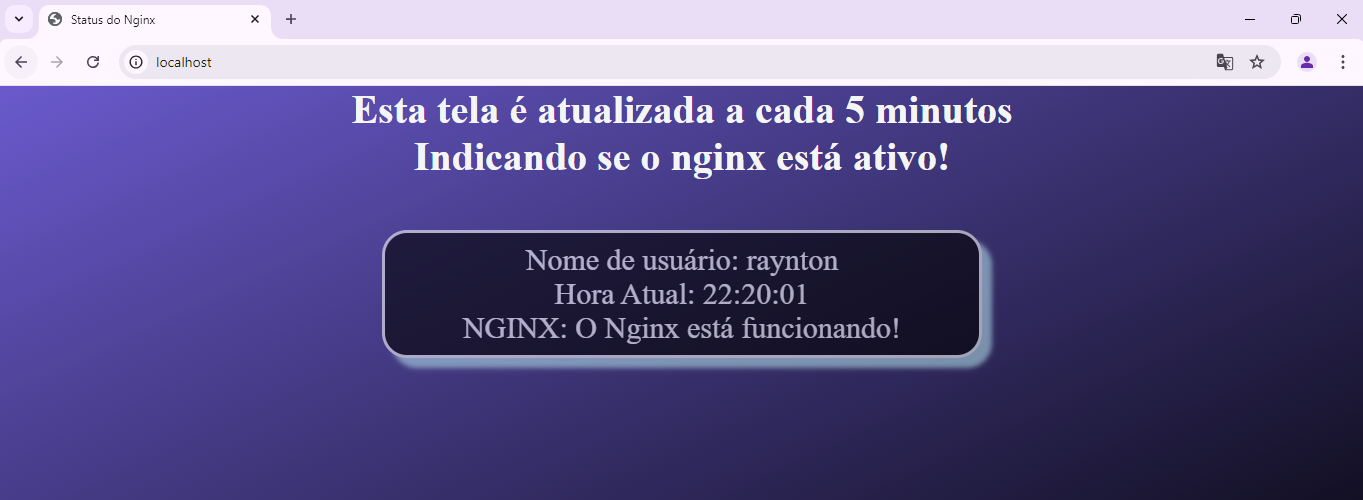 Status do Nginx
localhost
Esta tela é atualizada a cada 5 minutos
Indicando se o nginx está ativo!
Nome de usuário: raynton
Hora Atual: 22:20:01
NGINX: O Nginx está funcionando!